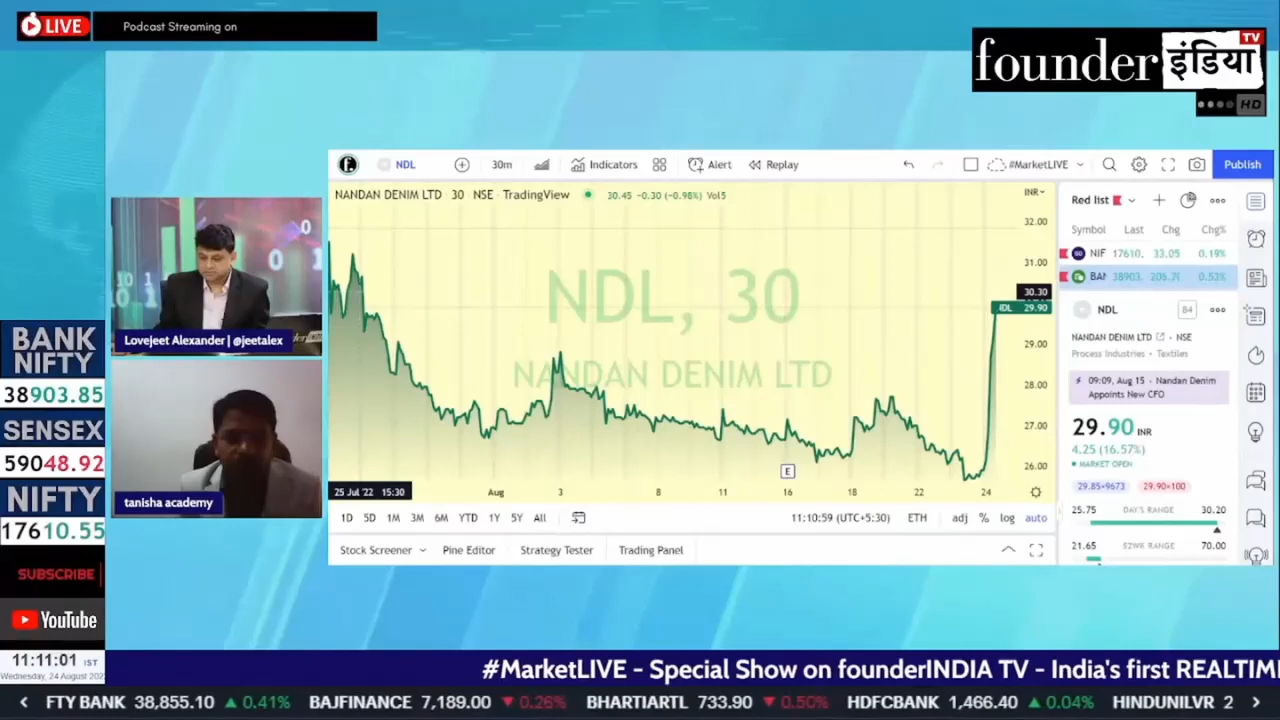 LIVE
Podcast Streaming on
founder इंडिया TV
HD
NDL
30m
Indicators
Alert
Replay
#MarketLIVE
Publish
NANDAN DENIM LTD 30 NSE TradingView
30.45 -0.30 (-0.98%) Vol5
INR
32.00
31.00
30.30
NDL 29.90
29.00
28.00
27.00
26.00
NDL, 30
NANDAN DENIM LTD
E
25 Jul '22 15:30
Aug 3 8 11 16 18 22 24
1D 5D 1M 3M 6M YTD 1Y 5Y All
11:10:59 (UTC+5:30) ETH adj % log auto
Stock Screener Pine Editor Strategy Tester Trading Panel
Red list
Symbol Last Chg Chg%
NIF 17610. 33.05 0.19%
BAN 38903. 205.70 0.53%
NDL
84
NANDAN DENIM LTD • NSE
Process Industries • Textiles
09:09, Aug 15 - Nandan Denim
Appoints New CFO
29.90 INR
4.25 (16.57%)
MARKET OPEN
29.85×9673 29.90×100
25.75 DAY'S RANGE 30.20
21.65 52WK RANGE 70.00
Lovejeet Alexander | @jeetalex
tanisha academy
BANK
NIFTY
38903.85
SENSEX
59048.92
NIFTY
17610.55
SUBSCRIBE
YouTube
11:11:01 IST
Wednesday, 24 August 202
#MarketLIVE - Special Show on founderINDIA TV - India's first REALTIM
FTY BANK 38,855.10 0.41% BAJFINANCE 7,189.00 0.26% BHARTIARTL 733.90 0.50% HDFCBANK 1,466.40 0.04% HINDUNILVR 2